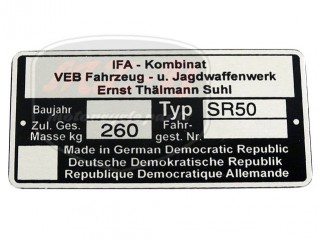 IFA - Kombinat
VEB Fahrzeug - u. Jagdwaffenwerk
Ernst Thälmann Suhl
Baujahr Typ SR50
Zul. Ges. Masse kg 260 Fahr- gest. Nr.
Made in German Democratic Republic
Deutsche Demokratische Republik
Republique Democratique Allemande